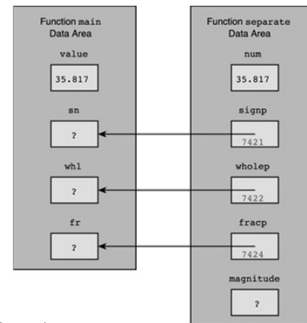 Function main
Data Area
value
35.817
sn
?
whl
?
fr
?
Function separate
Data Area
num
35.817
signp
7421
wholep
7422
fracp
7424
magnitude
?